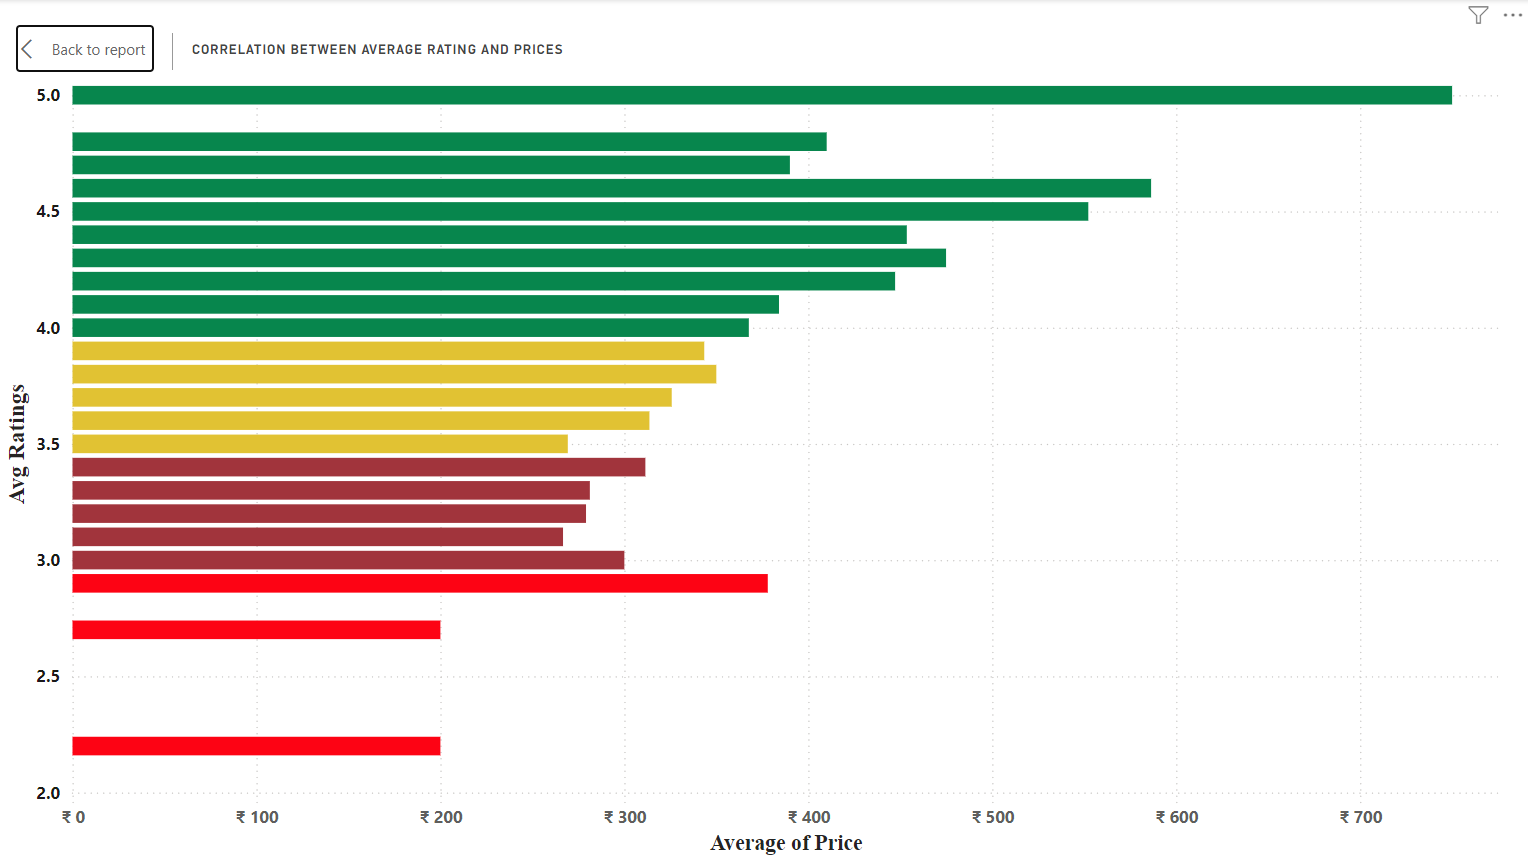 Back to report
CORRELATION BETWEEN AVERAGE RATING AND PRICES
5.0
4.5
4.0
3.5
3.0
2.5
2.0
Avg Ratings
₹ 0 ₹ 100 ₹ 200 ₹ 300 ₹ 400 ₹ 500 ₹ 600 ₹ 700
Average of Price